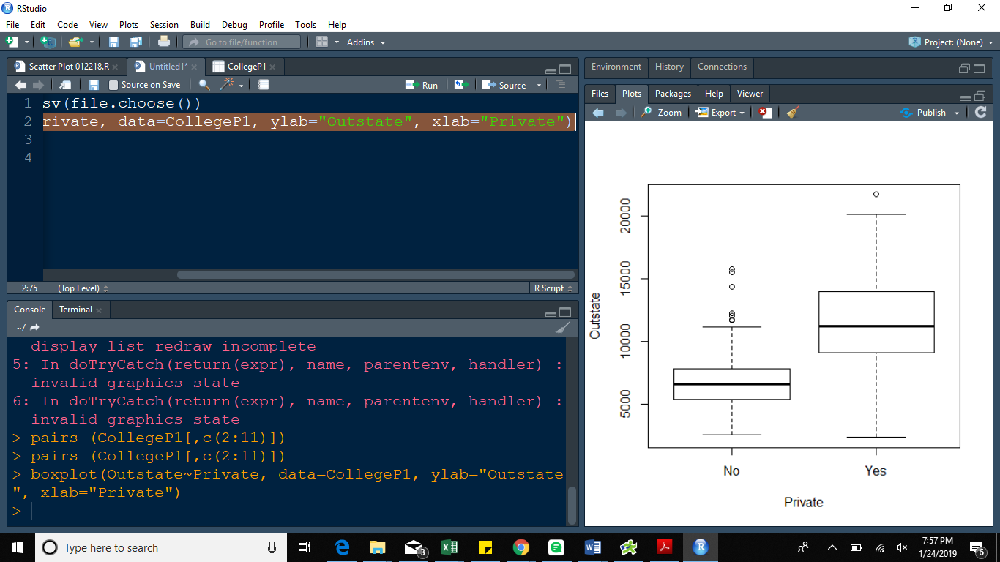 RStudio
File Edit Code View Plots Session Build Debug Profile Tools Help
Go to file/function Addins Project: (None)
Scatter Plot 012218.R Untitled1* CollegeP1
Source on Save Run Source
1 sv(file.choose())
2 rivate, data=CollegeP1, ylab="Outstate", xlab="Private")
3
4
2:75 (Top Level) R Script
Console Terminal
~/
display list redraw incomplete
5: In doTryCatch(return(expr), name, parentenv, handler) :
invalid graphics state
6: In doTryCatch(return(expr), name, parentenv, handler) :
invalid graphics state
> pairs (CollegeP1[,c(2:11)])
> pairs (CollegeP1[,c(2:11)])
> boxplot(Outstate~Private, data=CollegeP1, ylab="Outstate
", xlab="Private")
>
Environment History Connections
Files Plots Packages Help Viewer
Zoom Export Publish
20000
15000
10000
5000
Outstate
No Yes
Private
Type here to search
3
7:57 PM
1/24/2019
6